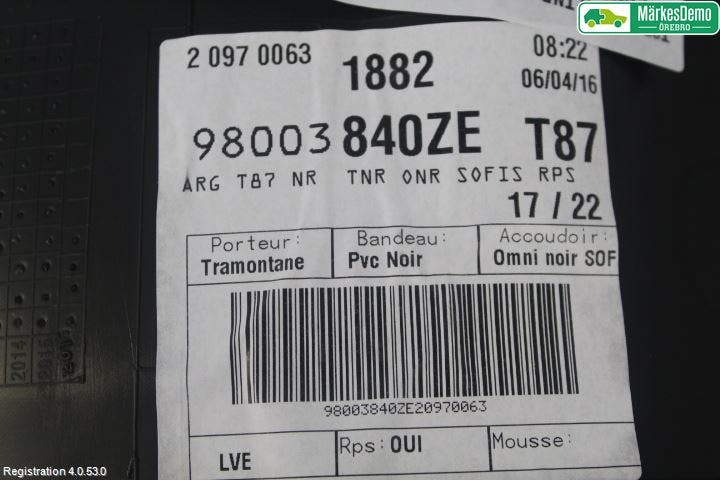 MärkesDemo
ÖREBRO
2 097 0063
1882
08:22
06/04/16
98003840ZE T87
ARG T87 NR TNR ONR SOFIS RPS
17 / 22
Porteur: Bandeau: Accoudoir:
Tramontane Pvc Noir Omni noir SOF
98003840ZE20970063
LVE Rps: OUI Mousse:
2014
Registration 4.0.53.0